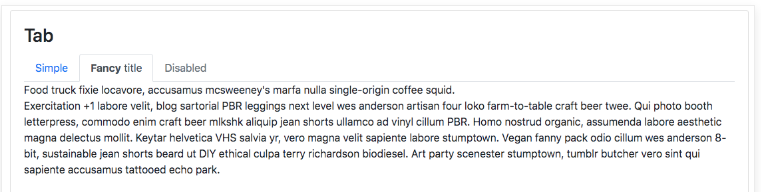 Tab
Simple Fancy title Disabled
Food truck fixie locavore, accusamus mcsweeney's marfa nulla single-origin coffee squid.
Exercitation +1 labore velit, blog sartorial PBR leggings next level wes anderson artisan four loko farm-to-table craft beer twee. Qui photo booth
letterpress, commodo enim craft beer mlkshk aliquip jean shorts ullamco ad vinyl cillum PBR. Homo nostrud organic, assumenda labore aesthetic
magna delectus mollit. Keytar helvetica VHS salvia yr, vero magna velit sapiente labore stumptown. Vegan fanny pack odio cillum wes anderson 8-
bit, sustainable jean shorts beard ut DIY ethical culpa terry richardson biodiesel. Art party scenester stumptown, tumblr butcher vero sint qui
sapiente accusamus tattooed echo park.